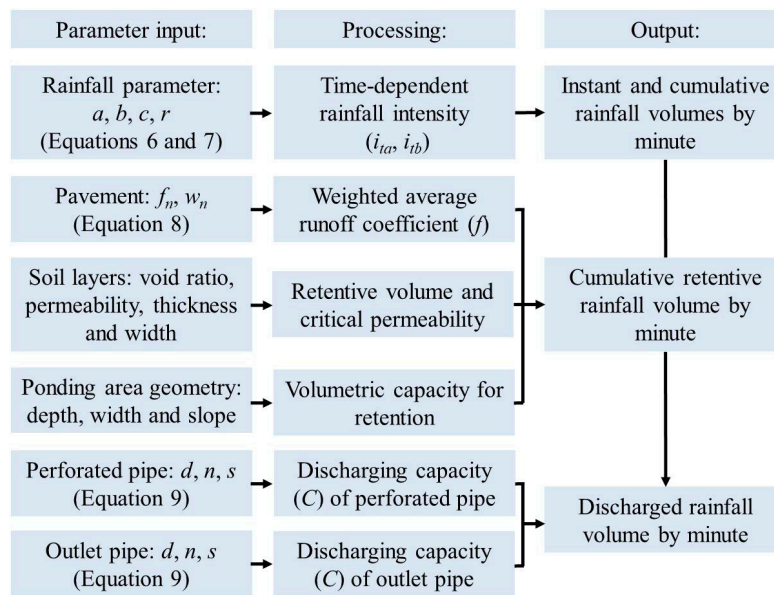 Parameter input:
Processing:
Output:
Rainfall parameter:
a, b, c, r
(Equations 6 and 7)
Time-dependent
rainfall intensity
(i_ta, i_tb)
Instant and cumulative
rainfall volumes by
minute
Pavement: f_n, w_n
(Equation 8)
Weighted average
runoff coefficient (f)
Soil layers: void ratio,
permeability, thickness
and width
Retentive volume and
critical permeability
Cumulative retentive
rainfall volume by
minute
Ponding area geometry:
depth, width and slope
Volumetric capacity for
retention
Perforated pipe: d, n, s
(Equation 9)
Discharging capacity
(C) of perforated pipe
Discharged rainfall
volume by minute
Outlet pipe: d, n, s
(Equation 9)
Discharging capacity
(C) of outlet pipe